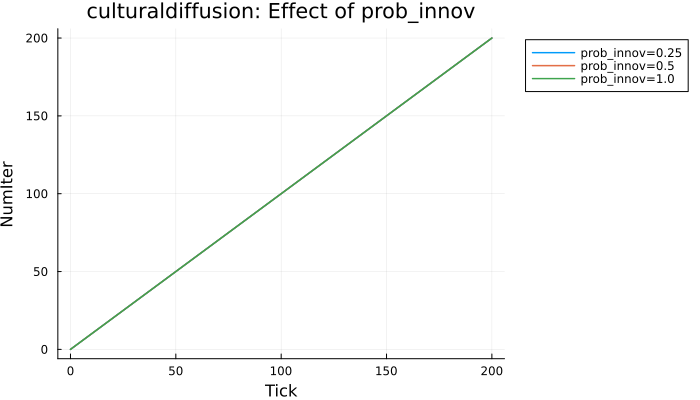 culturaldiffusion: Effect of prob_innov
prob_innov=0.25
prob_innov=0.5
prob_innov=1.0
NumIter
200
150
100
50
0
0 50 100 150 200
Tick